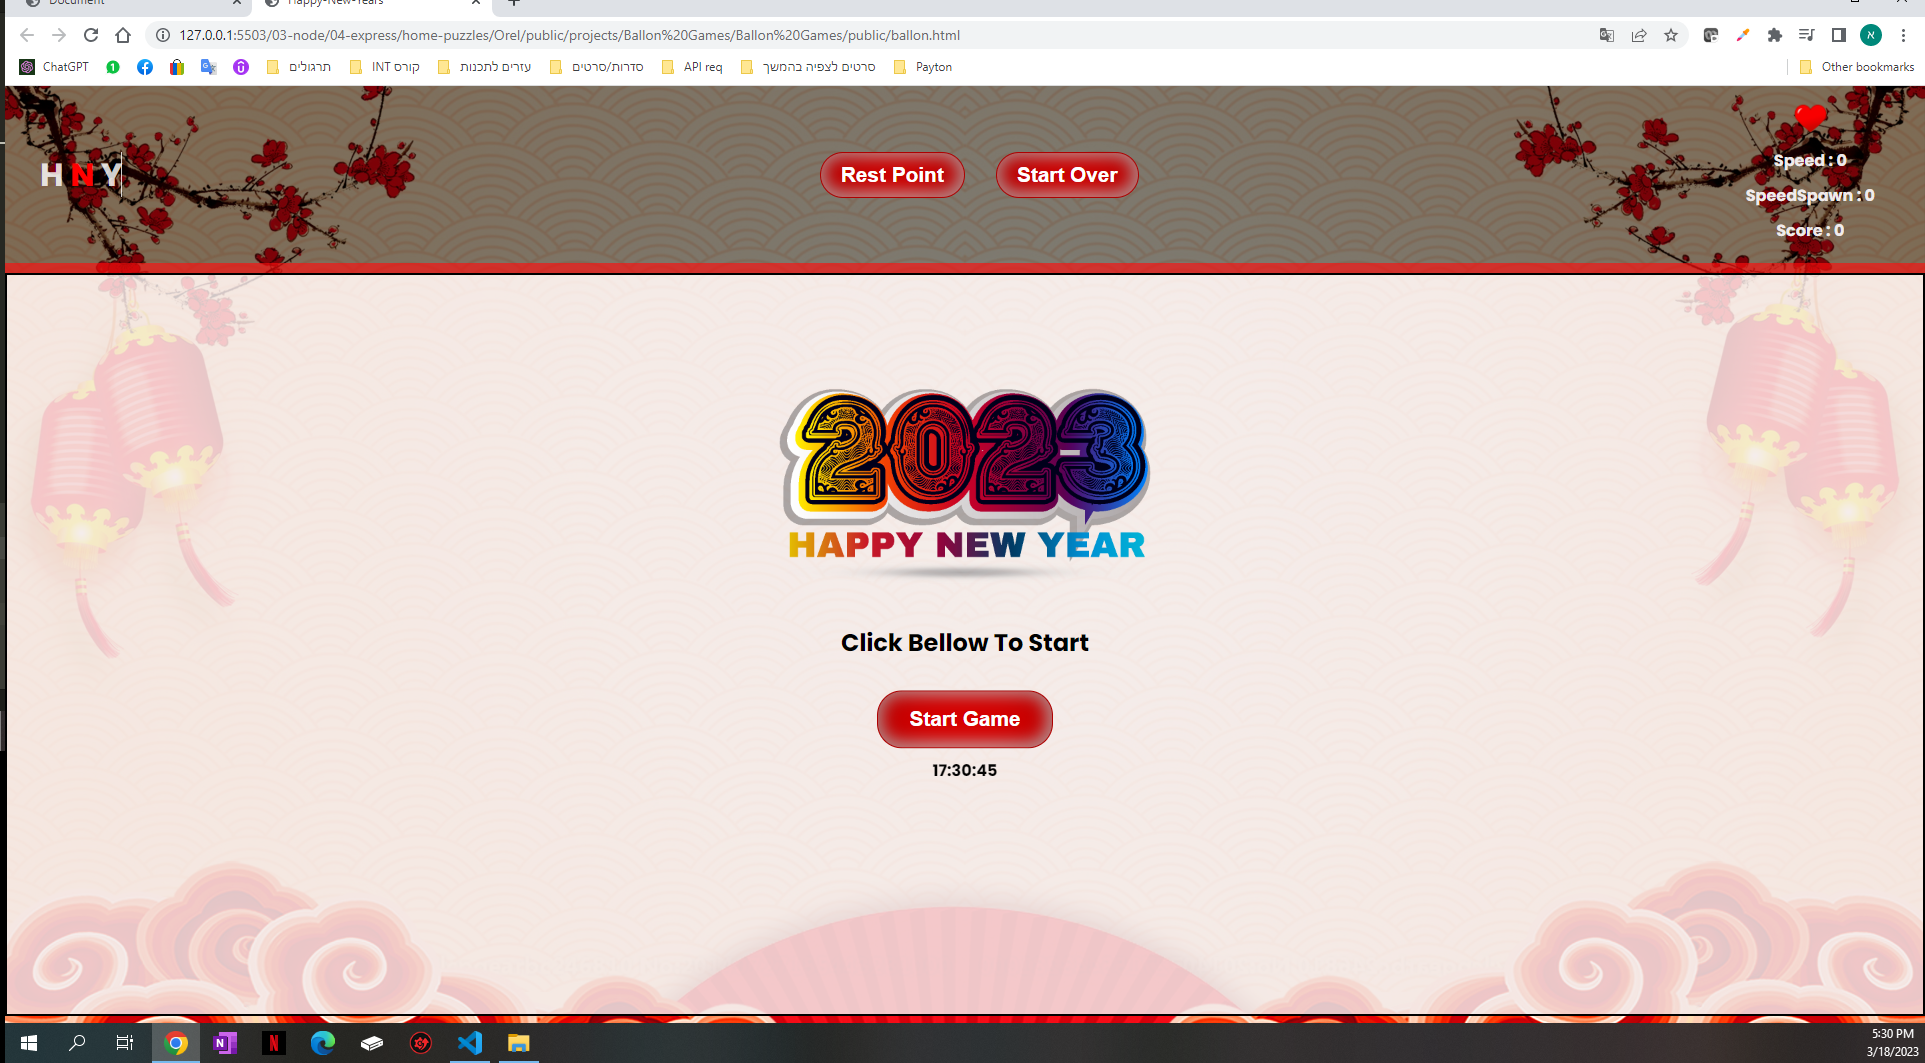 Document
Happy-New-Years
127.0.0.1:5503/03-node/04-express/home-puzzles/Orel/public/projects/Ballon%20Games/Ballon%20Games/public/ballon.html
א
ChatGPT
תרגולים
קורס INT
עזרים לתכנות
סדרות/סרטים
API req
סרטים לצפיה בהמשך
Payton
Other bookmarks
H N Y
Rest Point
Start Over
Speed : 0
SpeedSpawn : 0
Score : 0
2023
HAPPY NEW YEAR
Click Bellow To Start
Start Game
17:30:45
5:30 PM
3/18/2023